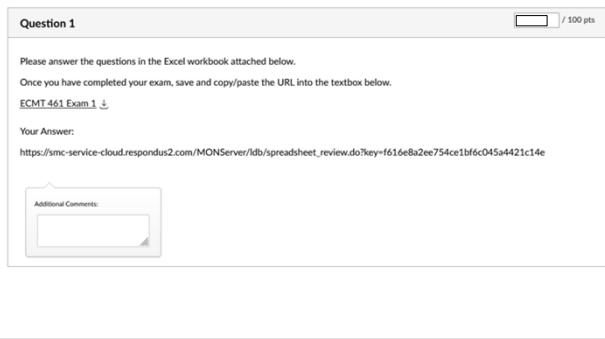 Question 1
/ 100 pts
Please answer the questions in the Excel workbook attached below.
Once you have completed your exam, save and copy/paste the URL into the textbox below.
ECMT 461 Exam 1
Your Answer:
https://smc-service-cloud.respondus2.com/MONServer/ldb/spreadsheet_review.do?key=f616e8a2ee754ce1bf6c045a4421c14e
Additional Comments: